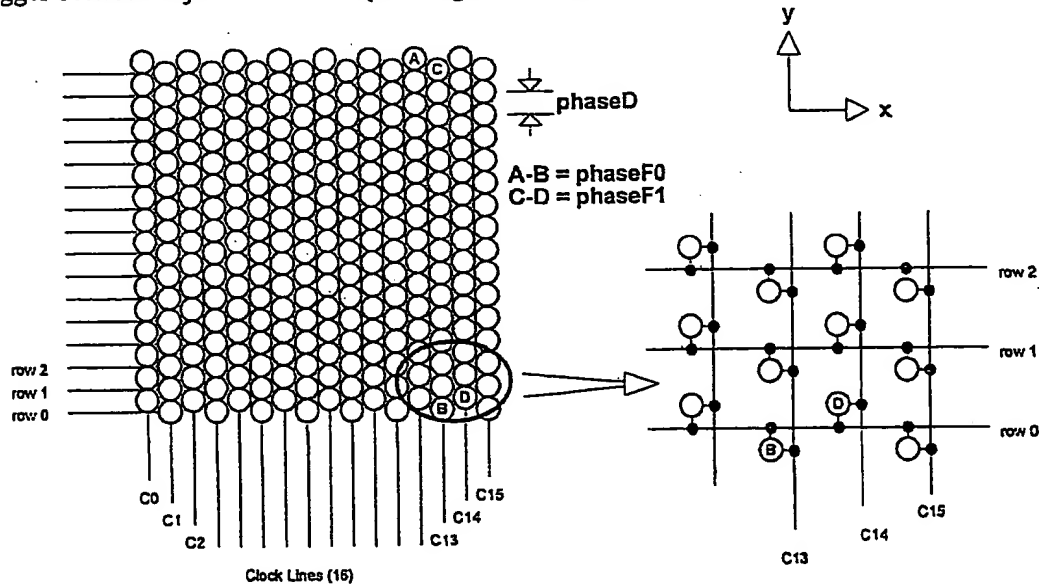 y
x
A
C
phaseD
A-B = phaseF0
C-D = phaseF1
row 2
row 1
row 0
B
D
C0
C1
C2
C13
C14
C15
Clock Lines (16)
row 2
row 1
D
row 0
B
C15
C14
C13